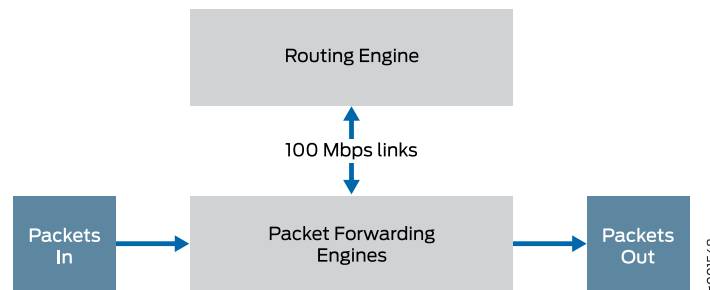 Routing Engine
100 Mbps links
Packets
In
Packet Forwarding
Engines
Packets
Out